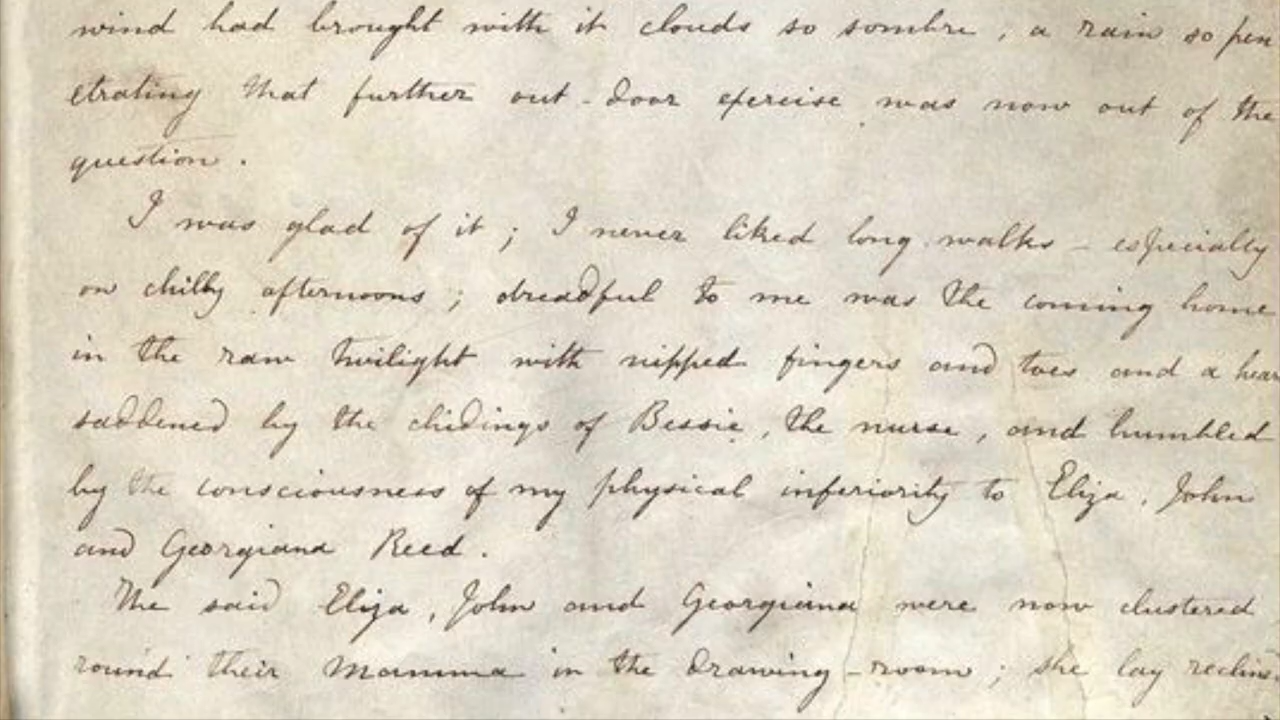 wind had brought with it clouds so sombre, a rain so pen
etrating that further out-door exercise was now out of the
question.
I was glad of it; I never liked long walks - especially
on chilly afternoons; dreadful to me was the coming home
in the raw twilight with nipped fingers and toes and a hear
saddened by the chidings of Bessie, the nurse, and humbled
by the consciousness of my physical inferiority to Eliza, John
and Georgiana Reed.
The said Eliza, John and Georgiana were now clustered
round their Mamma in the drawing-room; she lay reclin